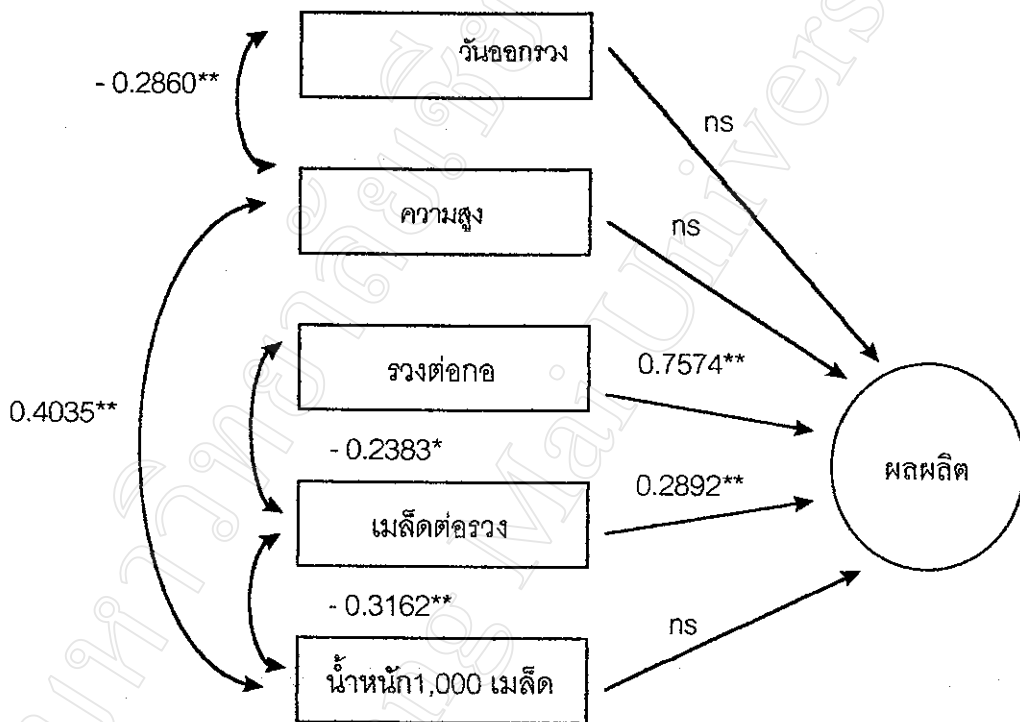 วันออกรวง
- 0.2860**
ns
ความสูง
ns
รวงต่อกอ
0.7574**
0.4035**
- 0.2383*
ผลผลิต
0.2892**
เมล็ดต่อรวง
- 0.3162**
ns
น้ำหนัก1,000 เมล็ด
Mai Univers